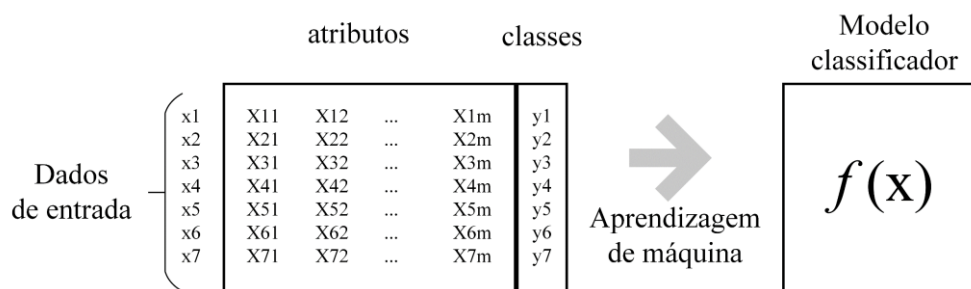 atributos classes Modelo
classificador
x1 X11 X12 ... X1m y1
x2 X21 X22 ... X2m y2
x3 X31 X32 ... X3m y3
x4 X41 X42 ... X4m y4
x5 X51 X52 ... X5m y5
x6 X61 X62 ... X6m y6
x7 X71 X72 ... X7m y7
Dados
de entrada
Aprendizagem
de máquina
f(x)